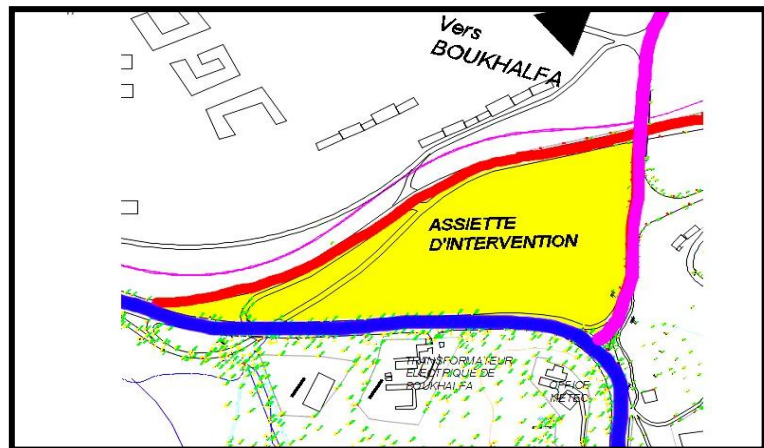 Vers
BOUKHALFA
ASSIETTE
D'INTERVENTION
TRANSFORMATEUR
ELECTRIQUE DE
BOUKHALFA
OFFICE
METEO